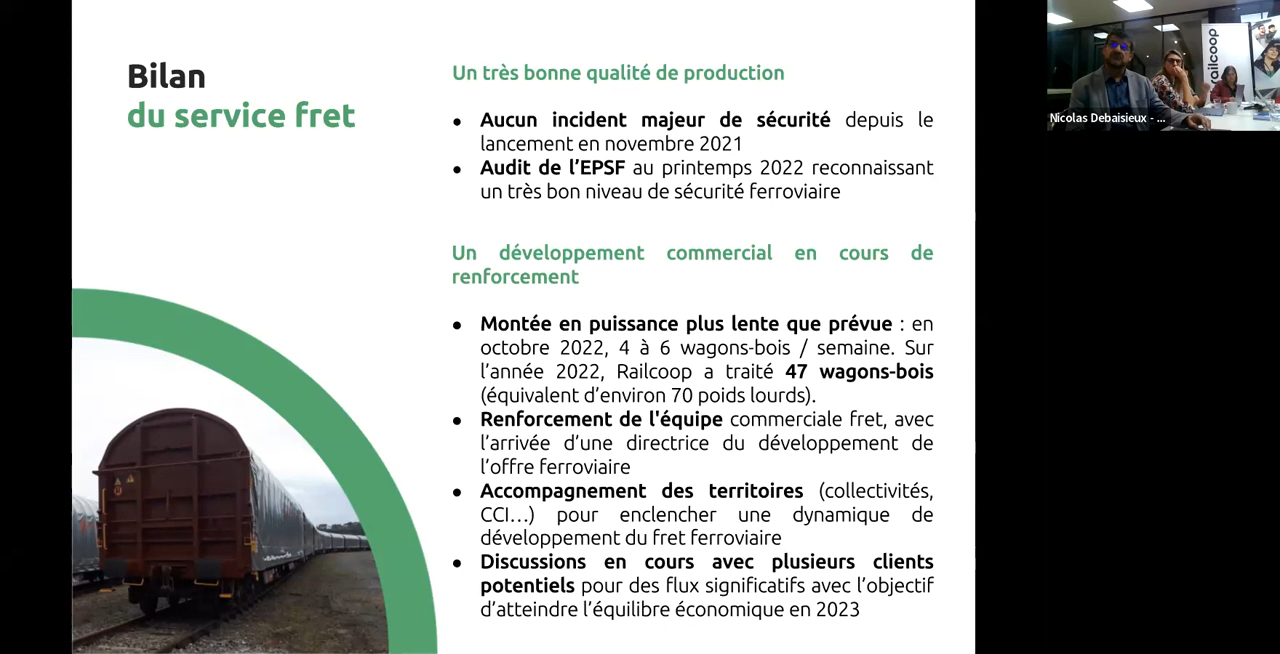 Bilan
du service fret
Un très bonne qualité de production
● Aucun incident majeur de sécurité depuis le
lancement en novembre 2021
● Audit de l’EPSF au printemps 2022 reconnaissant
un très bon niveau de sécurité ferroviaire
Un développement commercial en cours de
renforcement
● Montée en puissance plus lente que prévue : en
octobre 2022, 4 à 6 wagons-bois / semaine. Sur
l’année 2022, Railcoop a traité 47 wagons-bois
(équivalent d’environ 70 poids lourds).
● Renforcement de l'équipe commerciale fret, avec
l’arrivée d’une directrice du développement de
l’offre ferroviaire
● Accompagnement des territoires (collectivités,
CCI…) pour enclencher une dynamique de
développement du fret ferroviaire
● Discussions en cours avec plusieurs clients
potentiels pour des flux significatifs avec l’objectif
d’atteindre l’équilibre économique en 2023
railcoop
Nicolas Debaisieux - ...